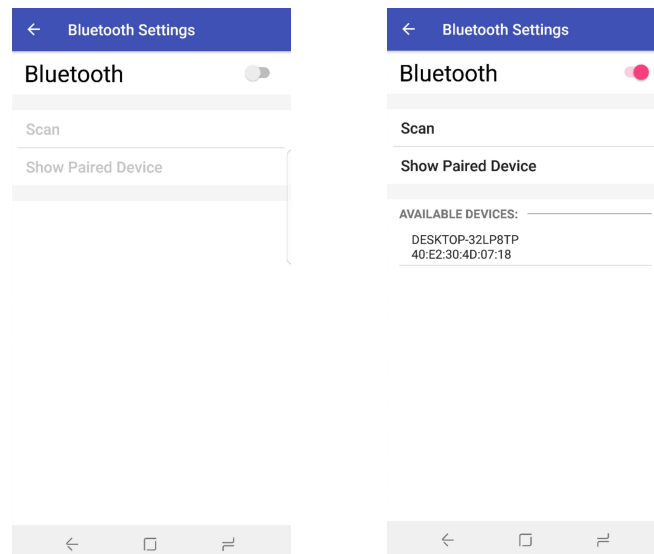 Bluetooth Settings
Bluetooth
Scan
Show Paired Device
Bluetooth Settings
Bluetooth
Scan
Show Paired Device
AVAILABLE DEVICES:
DESKTOP-32LP8TP
40:E2:30:4D:07:18